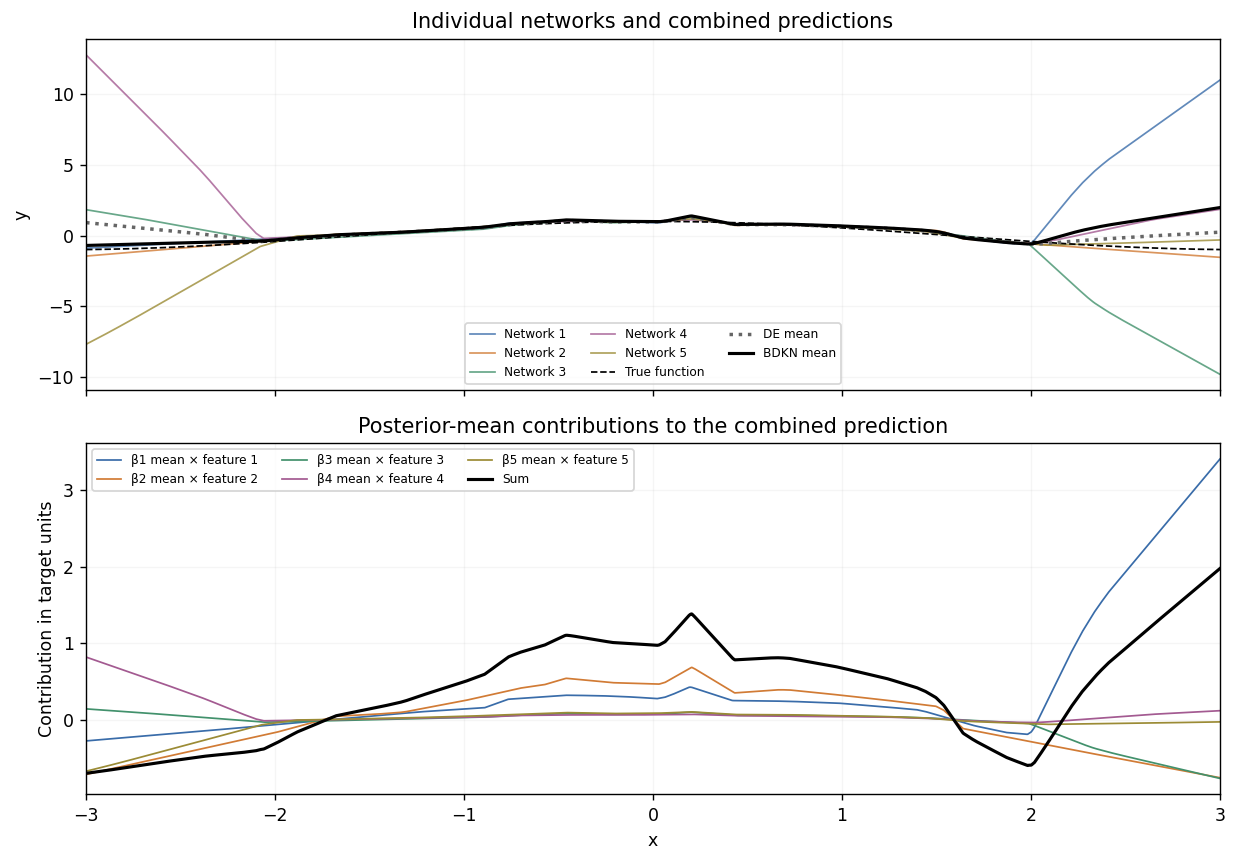 Individual networks and combined predictions
y
10
5
0
−5
−10
Network 1
Network 2
Network 3
Network 4
Network 5
True function
DE mean
BDKN mean
Posterior-mean contributions to the combined prediction
Contribution in target units
3
2
1
0
β1 mean × feature 1
β2 mean × feature 2
β3 mean × feature 3
β4 mean × feature 4
β5 mean × feature 5
Sum
−3
−2
−1
0
1
2
3
x